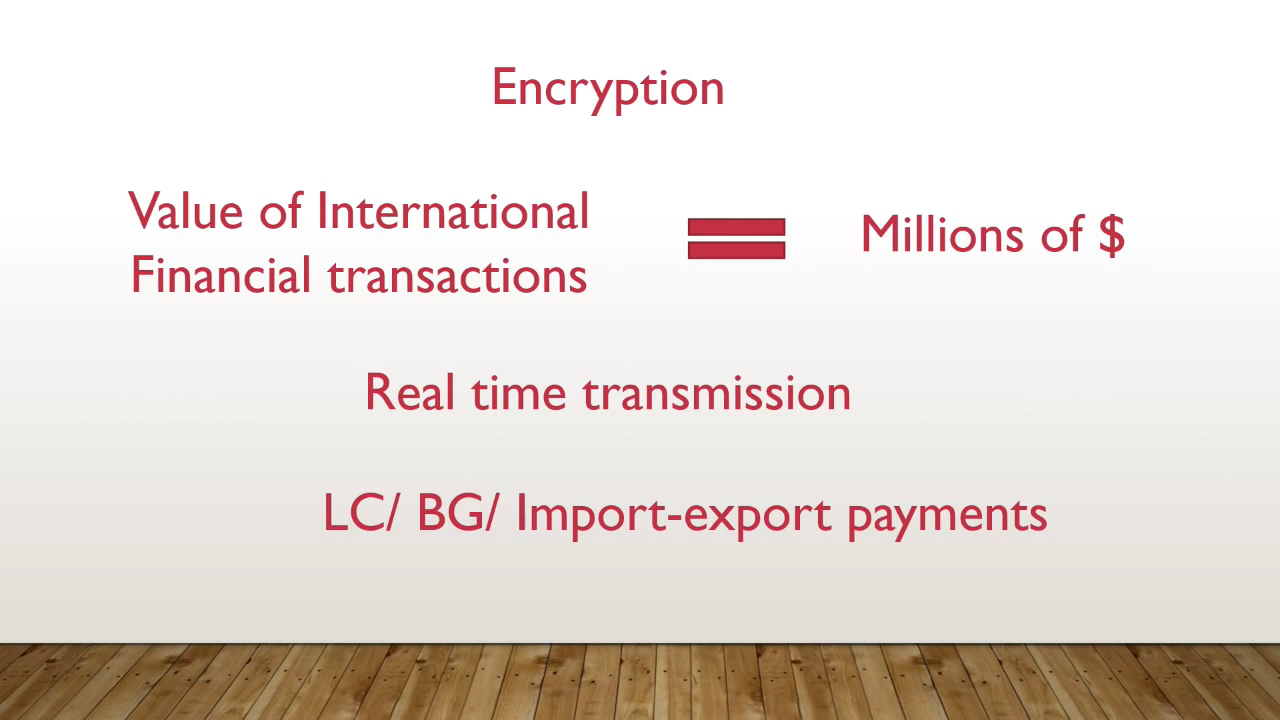 Encryption
Value of International
Financial transactions
Millions of $
Real time transmission
LC/ BG/ Import-export payments